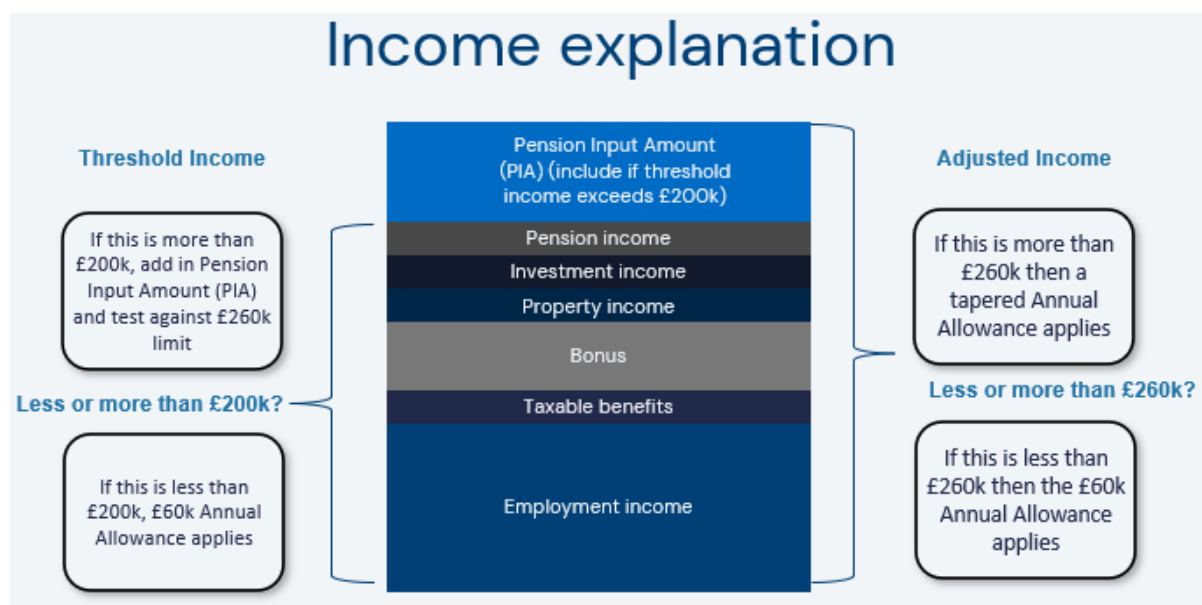 Income explanation
Threshold Income
If this is more than
£200k, add in Pension
Input Amount (PIA)
and test against £260k
limit
Less or more than £200k?
If this is less than
£200k, £60k Annual
Allowance applies
Pension Input Amount
(PIA) (include if threshold
income exceeds £200k)
Pension income
Investment income
Property income
Bonus
Taxable benefits
Employment income
Adjusted Income
If this is more than
£260k then a
tapered Annual
Allowance applies
Less or more than £260k?
If this is less than
£260k then the £60k
Annual Allowance
applies